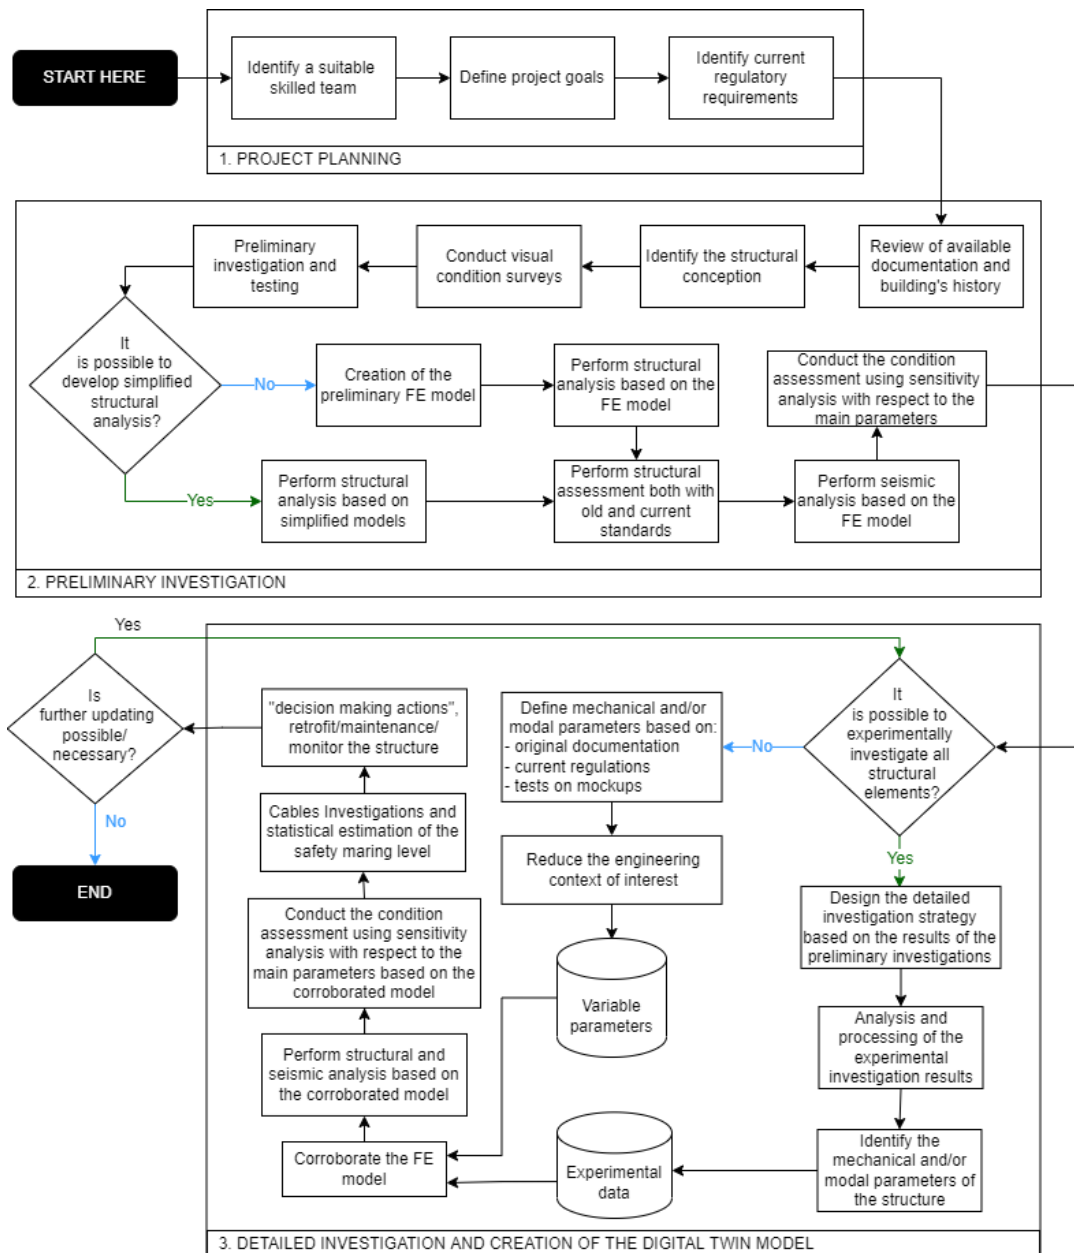 START HERE
Identify a suitable
skilled team
Define project goals
Identify current
regulatory
requirements
1. PROJECT PLANNING
Review of available
documentation and
building's history
Identify the structural
conception
Conduct visual
condition surveys
Preliminary
investigation and
testing
It
is possible to
develop simplified
structural
analysis?
No
Creation of the
preliminary FE model
Perform structural
analysis based on the
FE model
Conduct the condition
assessment using sensitivity
analysis with respect to the
main parameters
Yes
Perform structural
analysis based on
simplified models
Perform structural
assessment both with
old and current
standards
Perform seismic
analysis based on the
FE model
2. PRELIMINARY INVESTIGATION
Yes
Is
further updating
possible/
necessary?
No
END
"decision making actions",
retrofit/maintenance/
monitor the structure
Cables Investigations and
statistical estimation of the
safety maring level
Conduct the condition
assessment using sensitivity
analysis with respect to the
main parameters based on the
corroborated model
Perform structural and
seismic analysis based on
the corroborated model
Corroborate the FE
model
Define mechanical and/or
modal parameters based on:
- original documentation
- current regulations
- tests on mockups
Reduce the engineering
context of interest
Variable
parameters
Experimental
data
No
It
is possible to
experimentally
investigate all
structural
elements?
Yes
Design the detailed
investigation strategy
based on the results of the
preliminary investigations
Analysis and
processing of the
experimental
investigation results
Identify the
mechanical and/or
modal parameters of
the structure
3. DETAILED INVESTIGATION AND CREATION OF THE DIGITAL TWIN MODEL